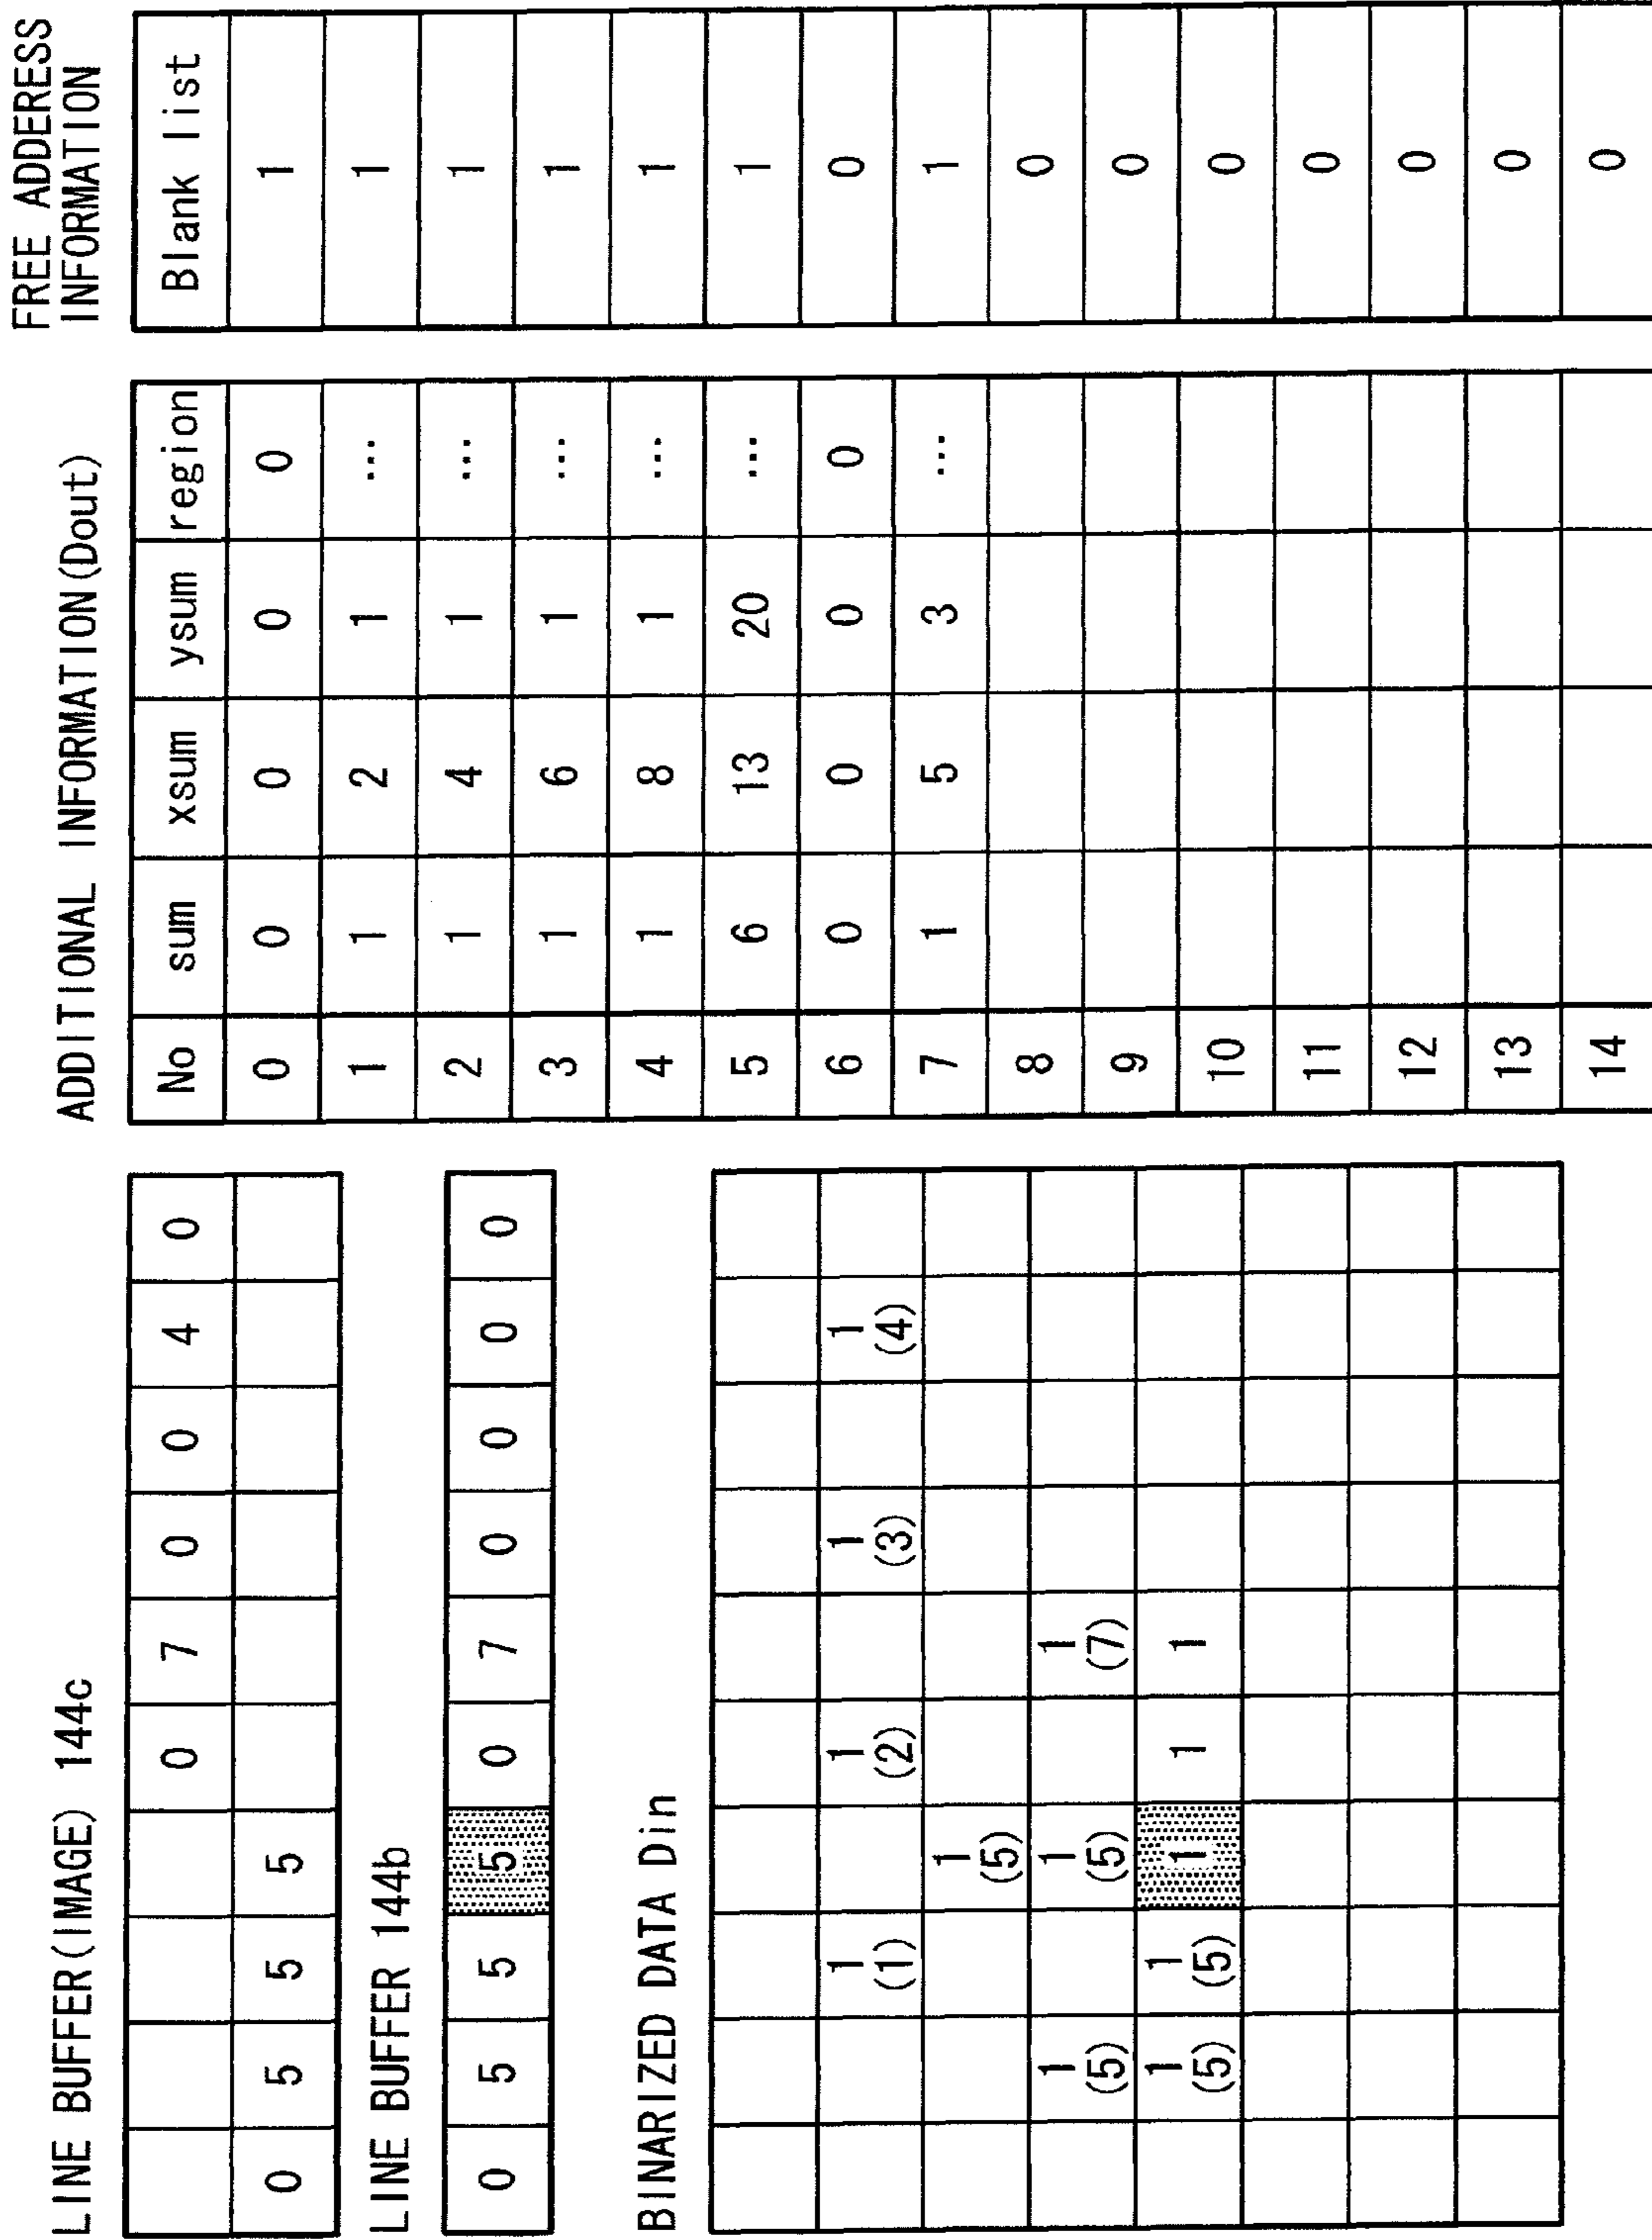 LINE BUFFER(IMAGE) 144c
0 7 0 0 4 0
0 5 5 5
LINE BUFFER 144b
0 5 5 5 0 7 0 0 0 0
BINARIZED DATA Din
1 1 1 1
(1) (2) (3) (4)
1
(5)
1 1 1
(5) (5) (7)
1 1 1 1 1
(5) (5)
ADDITIONAL INFORMATION(Dout)
No sum xsum ysum region
0 0 0 0 0
1 1 2 1 ...
2 1 4 1 ...
3 1 6 1 ...
4 1 8 1 ...
5 6 13 20 ...
6 0 0 0 0
7 1 5 3 ...
8
9
10
11
12
13
14
FREE ADDERESS
INFORMATION
Blank list
1
1
1
1
1
1
0
1
0
0
0
0
0
0
0